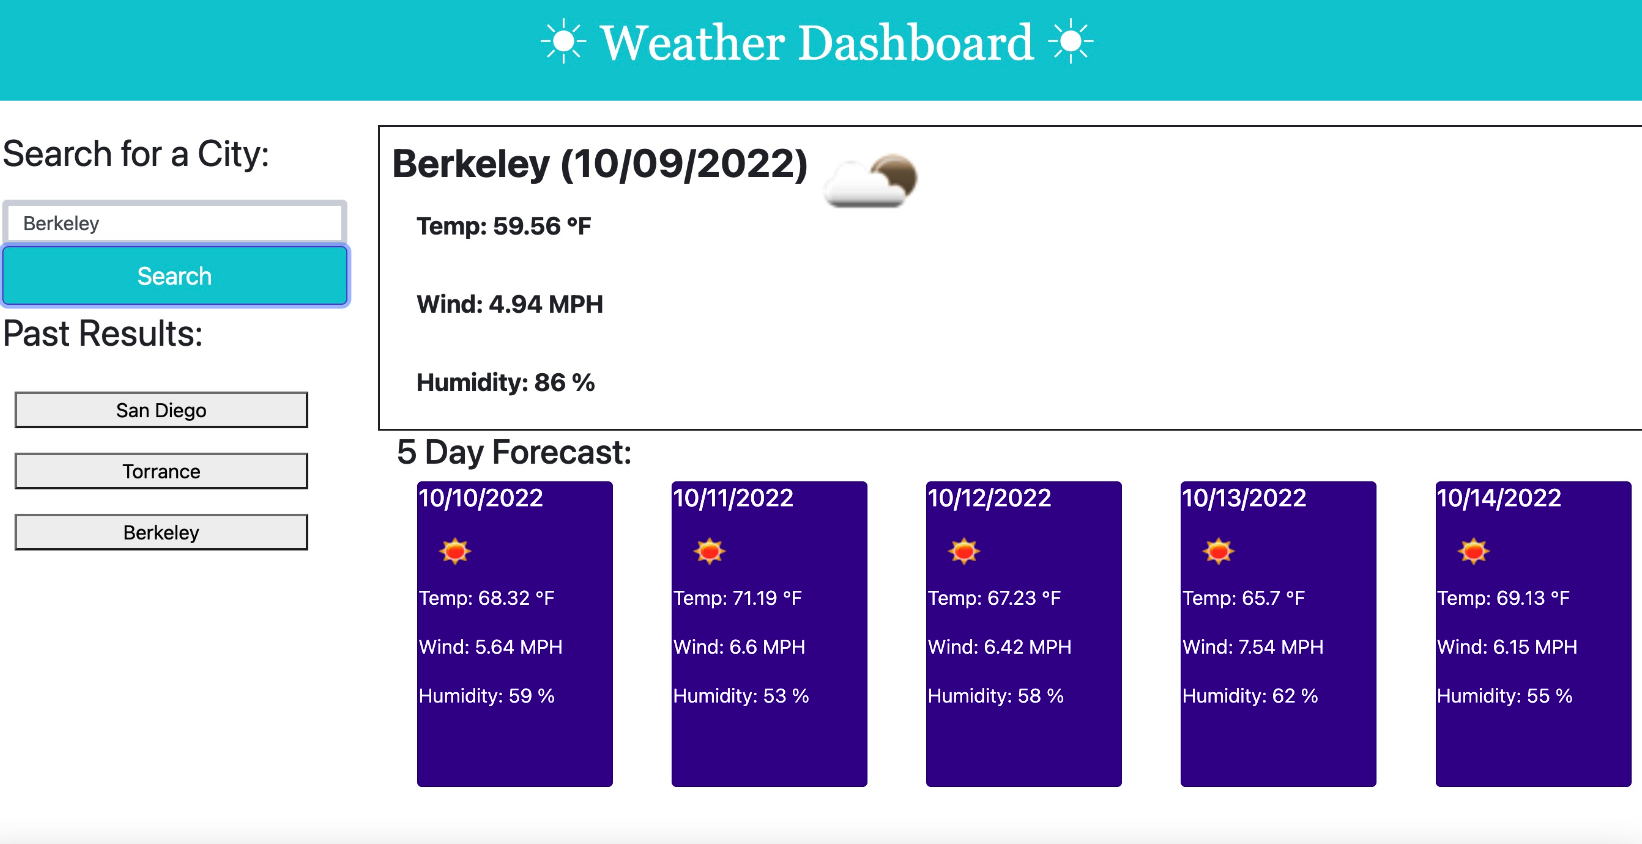 Weather Dashboard
Search for a City:
Berkeley
Search
Past Results:
San Diego
Torrance
Berkeley
Berkeley (10/09/2022)
Temp: 59.56 °F
Wind: 4.94 MPH
Humidity: 86 %
5 Day Forecast:
10/10/2022
Temp: 68.32 °F
Wind: 5.64 MPH
Humidity: 59 %
10/11/2022
Temp: 71.19 °F
Wind: 6.6 MPH
Humidity: 53 %
10/12/2022
Temp: 67.23 °F
Wind: 6.42 MPH
Humidity: 58 %
10/13/2022
Temp: 65.7 °F
Wind: 7.54 MPH
Humidity: 62 %
10/14/2022
Temp: 69.13 °F
Wind: 6.15 MPH
Humidity: 55 %